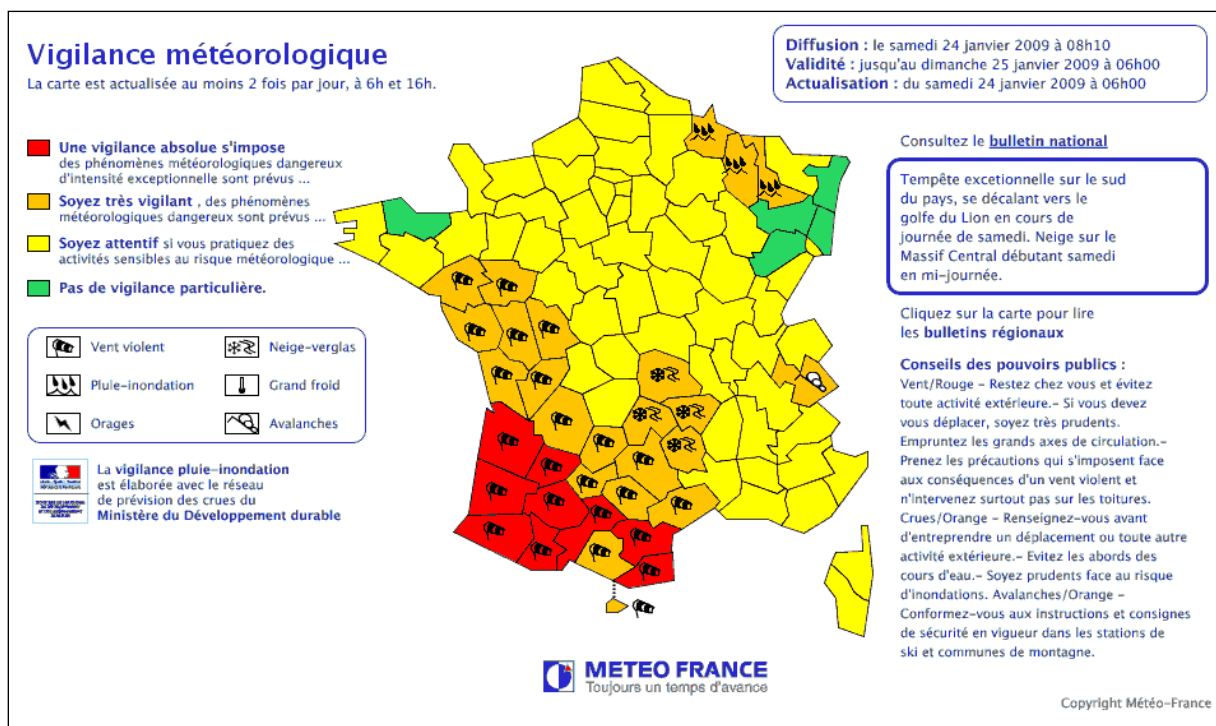 Vigilance météorologique
La carte est actualisée au moins 2 fois par jour, à 6h et 16h.
Diffusion : le samedi 24 janvier 2009 à 08h10
Validité : jusqu'au dimanche 25 janvier 2009 à 06h00
Actualisation : du samedi 24 janvier 2009 à 06h00
Une vigilance absolue s'impose
des phénomènes météorologiques dangereux
d'intensité exceptionnelle sont prévus ...
Soyez très vigilant , des phénomènes
météorologiques dangereux sont prévus ...
Soyez attentif si vous pratiquez des
activités sensibles au risque météorologique ...
Pas de vigilance particulière.
Vent violent
Neige-verglas
Pluie-inondation
Grand froid
Orages
Avalanches
La vigilance pluie-inondation
est élaborée avec le réseau
de prévision des crues du
Ministère du Développement durable
Consultez le bulletin national
Tempête excetionnelle sur le sud
du pays, se décalant vers le
golfe du Lion en cours de
journée de samedi. Neige sur le
Massif Central débutant samedi
en mi-journée.
Cliquez sur la carte pour lire
les bulletins régionaux
Conseils des pouvoirs publics :
Vent/Rouge - Restez chez vous et évitez
toute activité extérieure.- Si vous devez
vous déplacer, soyez très prudents.
Empruntez les grands axes de circulation.-
Prenez les précautions qui s'imposent face
aux conséquences d'un vent violent et
n'intervenez surtout pas sur les toitures.
Crues/Orange - Renseignez-vous avant
d'entreprendre un déplacement ou toute autre
activité extérieure.- Evitez les abords des
cours d'eau.- Soyez prudents face au risque
d'inondations. Avalanches/Orange -
Conformez-vous aux instructions et consignes
de sécurité en vigueur dans les stations de
ski et communes de montagne.
METEO FRANCE
Toujours un temps d'avance
Copyright Météo-France